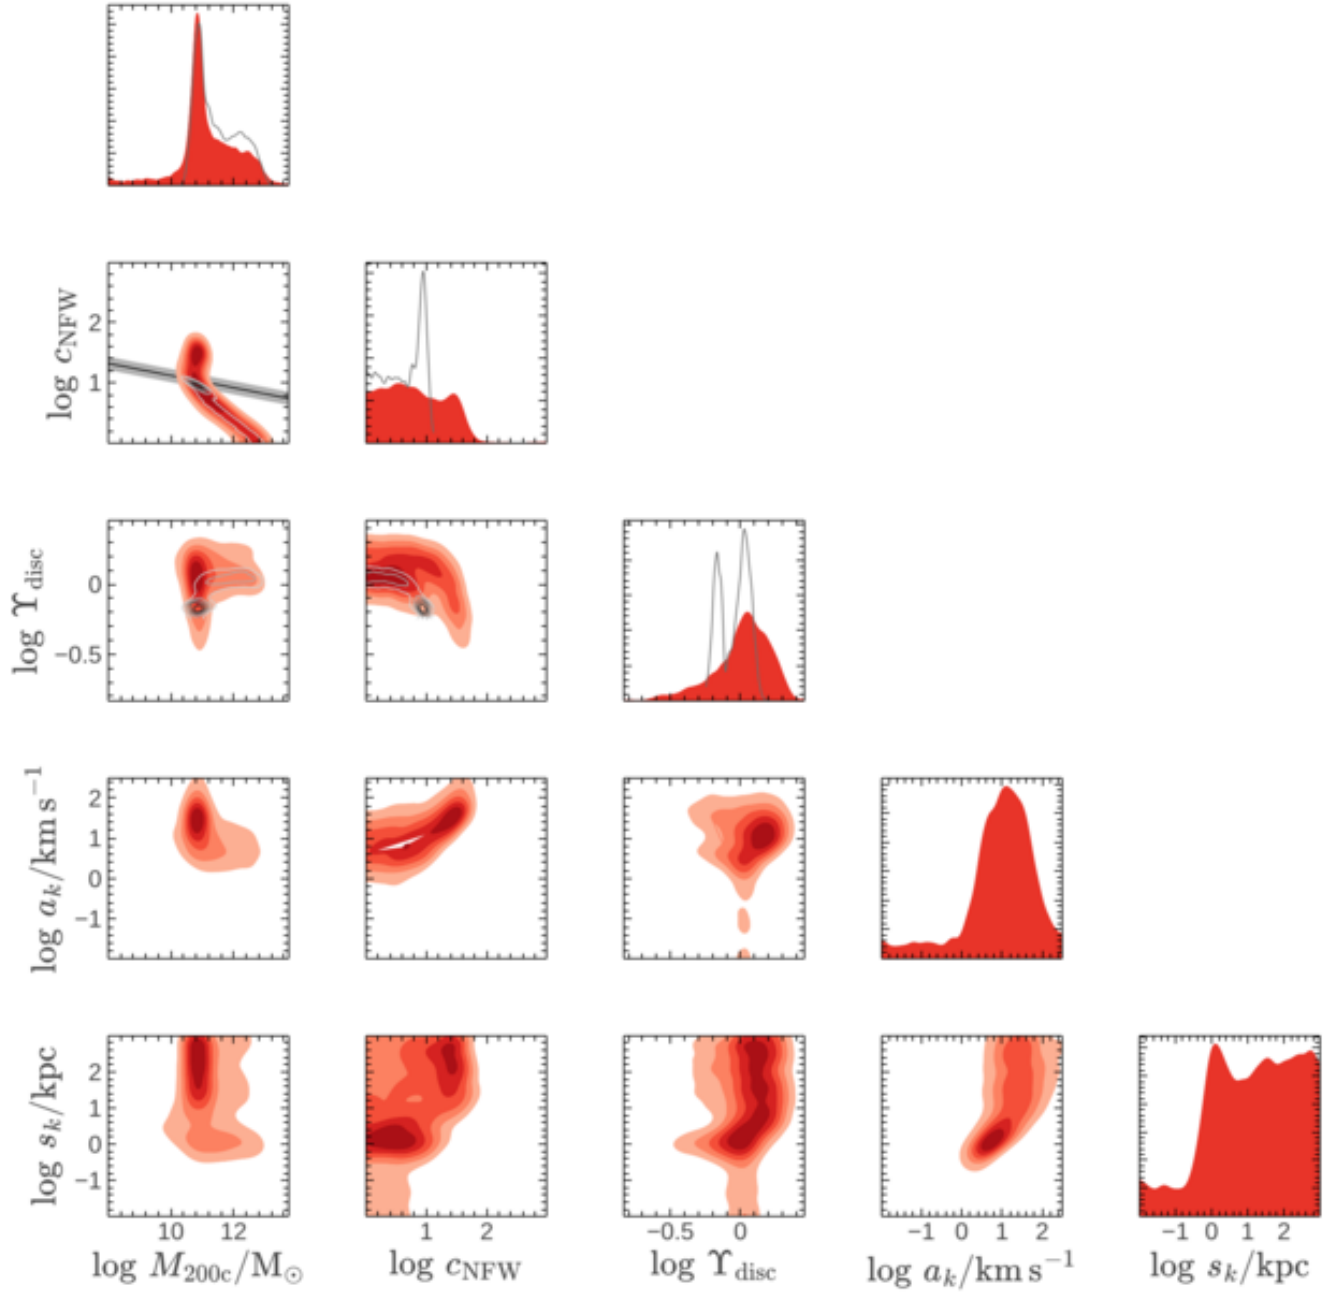 log c_NFW
2
1
log ϒ_disc
0
−0.5
log a_k/km s⁻¹
2
1
0
−1
log s_k/kpc
2
1
0
−1
10 12
1 2
−0.5 0
−1 0 1 2
−1 0 1 2
log M_200c/M_⊙
log c_NFW
log ϒ_disc
log a_k/km s⁻¹
log s_k/kpc